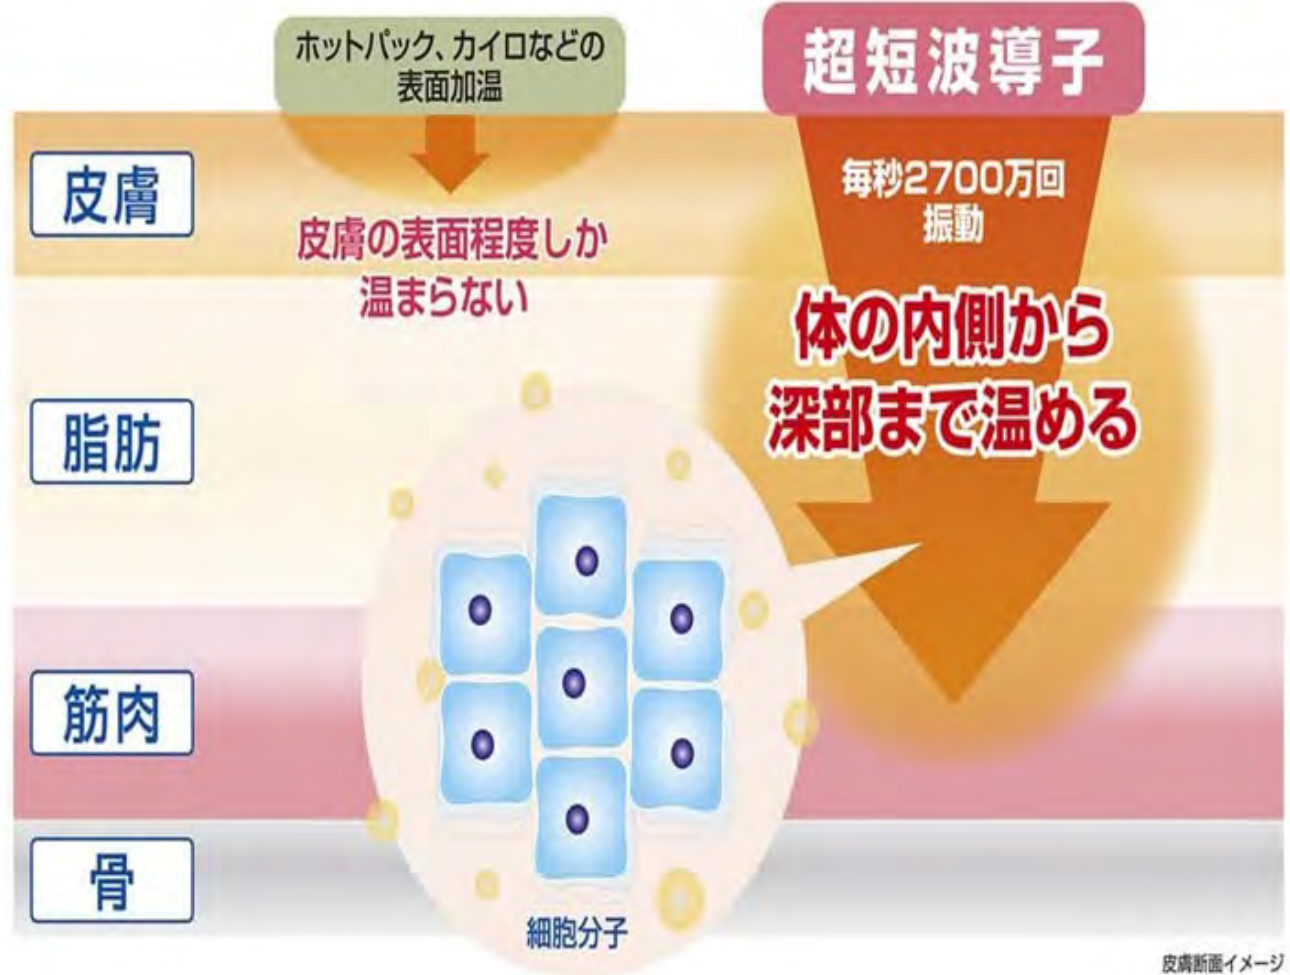 ホットパック、カイロなどの
表面加温
超短波導子
皮膚
毎秒2700万回
振動
皮膚の表面程度しか
温まらない
体の内側から
深部まで温める
脂肪
筋肉
骨
細胞分子
皮膚断面イメージ